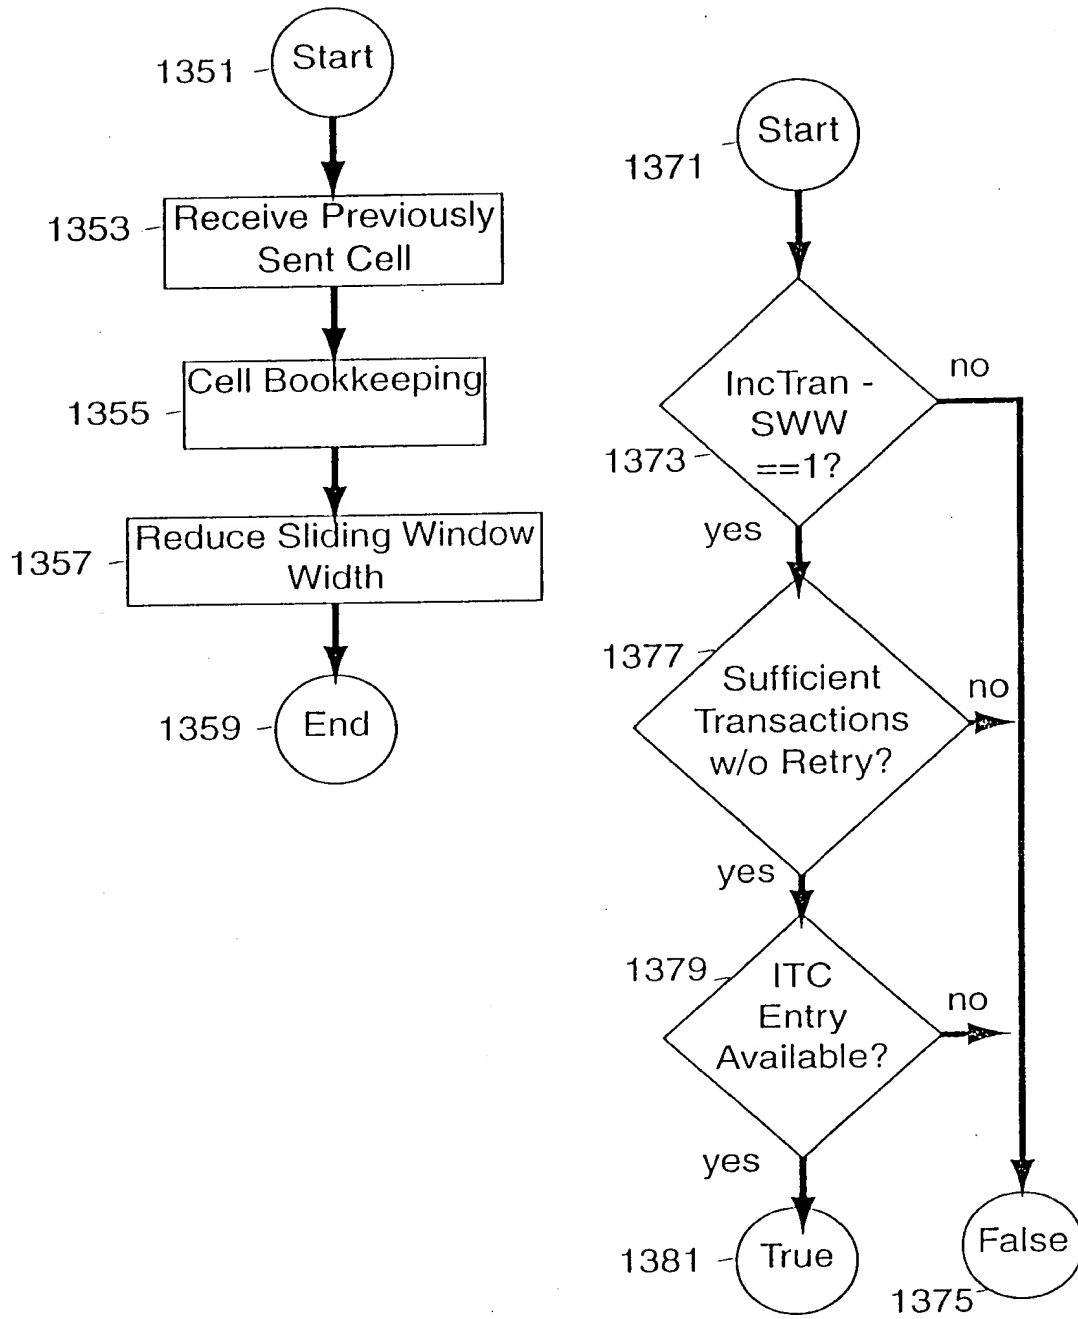 1351
Start
1353
Receive Previously
Sent Cell
1355
Cell Bookkeeping
1357
Reduce Sliding Window
Width
1359
End
1371
Start
1373
IncTran -
SWW
==1?
no
yes
1377
Sufficient
Transactions
w/o Retry?
no
yes
1379
ITC
Entry
Available?
no
yes
1381
True
False
1375